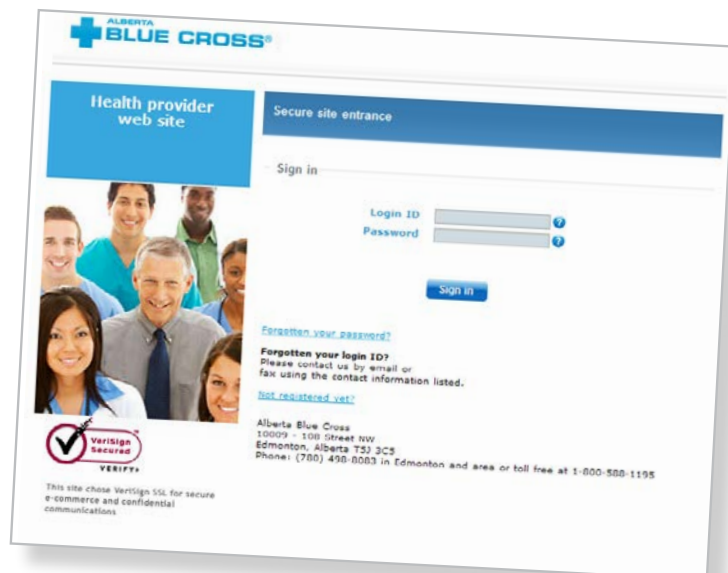 ALBERTA
BLUE CROSS®
Health provider
web site
Secure site entrance
Sign in
Login ID
Password
Sign in
Forgotten your password?
Forgotten your login ID?
Please contact us by email or
fax using the contact information listed.
Not registered yet?
Alberta Blue Cross
10009 - 108 Street NW
Edmonton, Alberta T5J 3C5
Phone: (780) 498-8083 in Edmonton and area or toll free at 1-800-588-1195
VeriSign
Secured
VERIFY
This site chose VeriSign SSL for secure
e-commerce and confidential
communications